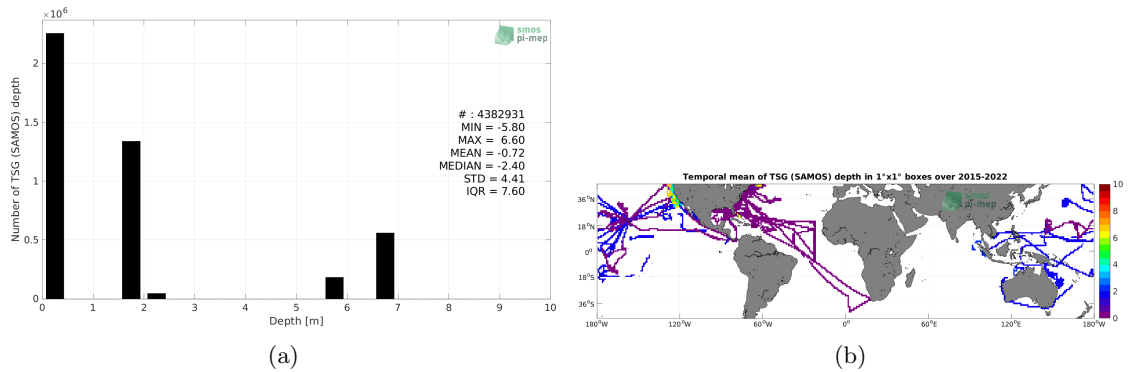 ×10^6
smos
pi-mep
2
1.5
1
0.5
0
Number of TSG (SAMOS) depth
# : 4382931
MIN = -5.80
MAX = 6.60
MEAN = -0.72
MEDIAN = -2.40
STD = 4.41
IQR = 7.60
0 1 2 3 4 5 6 7 8 9 10
Depth [m]
(a)
Temporal mean of TSG (SAMOS) depth in 1°x1° boxes over 2015-2022
smos
pi-mep
36°N
18°N
0°
18°S
36°S
180°W 120°W 60°W 0°E 60°E 120°E 180°W
10
8
6
4
2
0
(b)